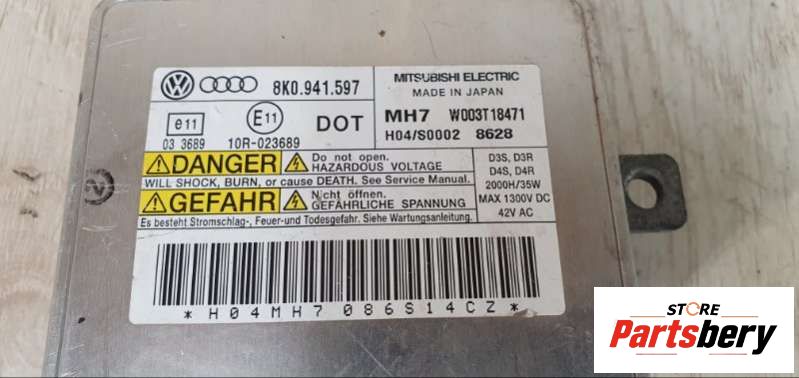 8K0.941.597
MITSUBISHI ELECTRIC
MADE IN JAPAN
e11
03 3689
E11
10R-023689
DOT
MH7 W003T18471
H04/S0002 8628
DANGER
Do not open.
HAZARDOUS VOLTAGE
WILL SHOCK, BURN, or cause DEATH. See Service Manual.
GEFAHR
Nicht öffnen.
GEFÄHRLICHE SPANNUNG
Es besteht Stromschlag-, Feuer-und Todesgefahr. Siehe Wartungsanleitung.
D3S, D3R
D4S, D4R
2000H/35W
MAX 1300V DC
42V AC
*H04MH7086S14CZ*
STORE
Partsbery